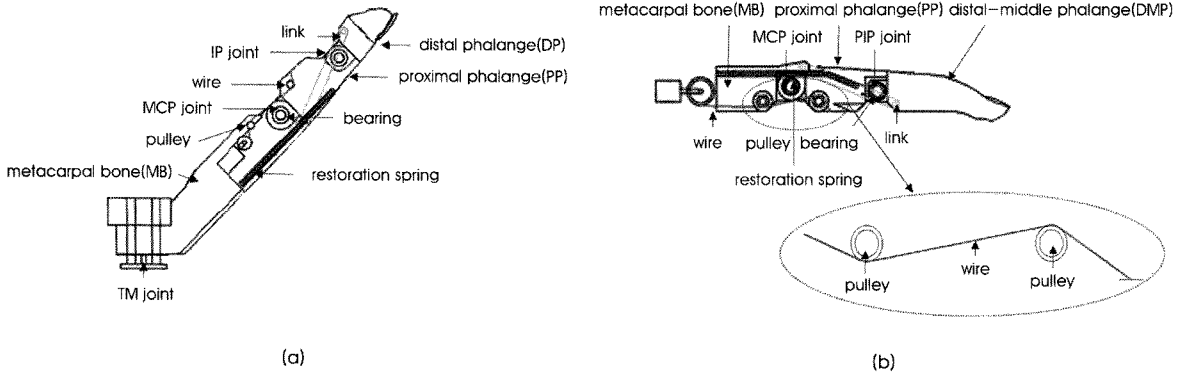 link
IP joint
distal phalange(DP)
wire
proximal phalange(PP)
MCP joint
bearing
pulley
metacarpal bone(MB)
restoration spring
TM joint
(a)
metacarpal bone(MB) proximal phalange(PP) distal-middle phalange(DMP)
MCP joint PIP joint
wire pulley bearing link
restoration spring
pulley wire pulley
(b)